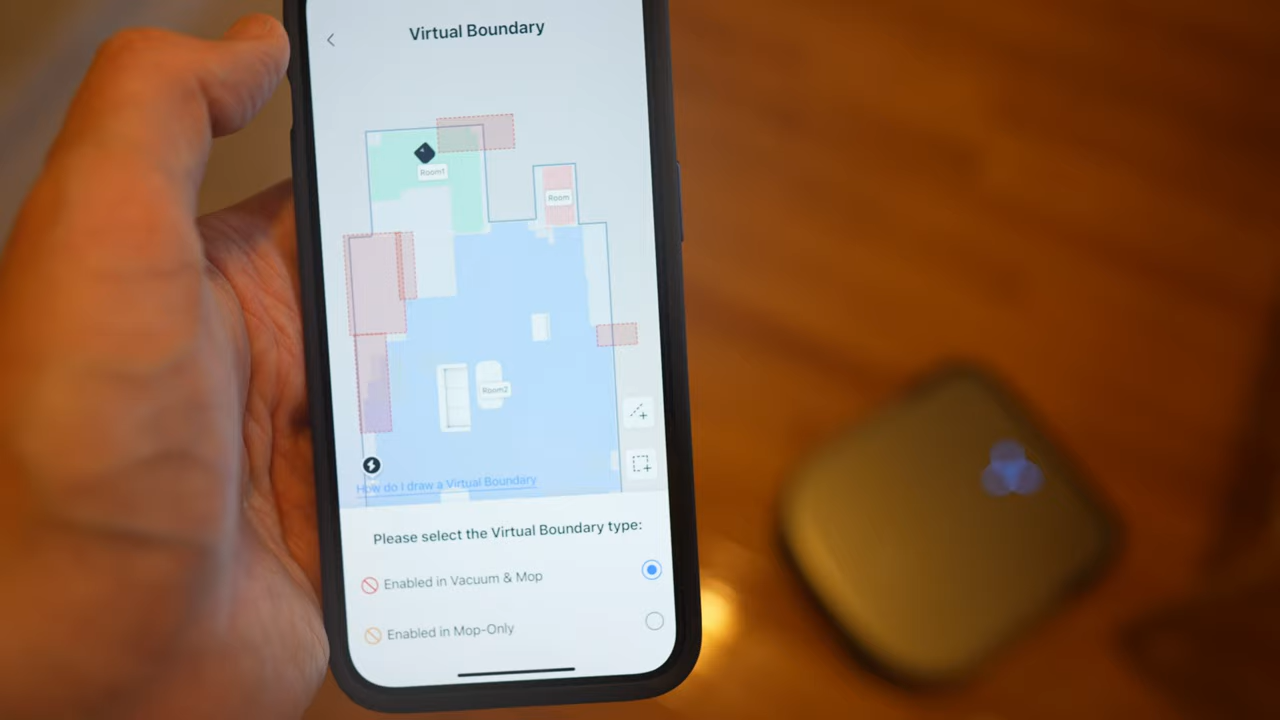 Virtual Boundary
Room1
Room
Room2
How do I draw a Virtual Boundary
Please select the Virtual Boundary type:
Enabled in Vacuum & Mop
Enabled in Mop-Only